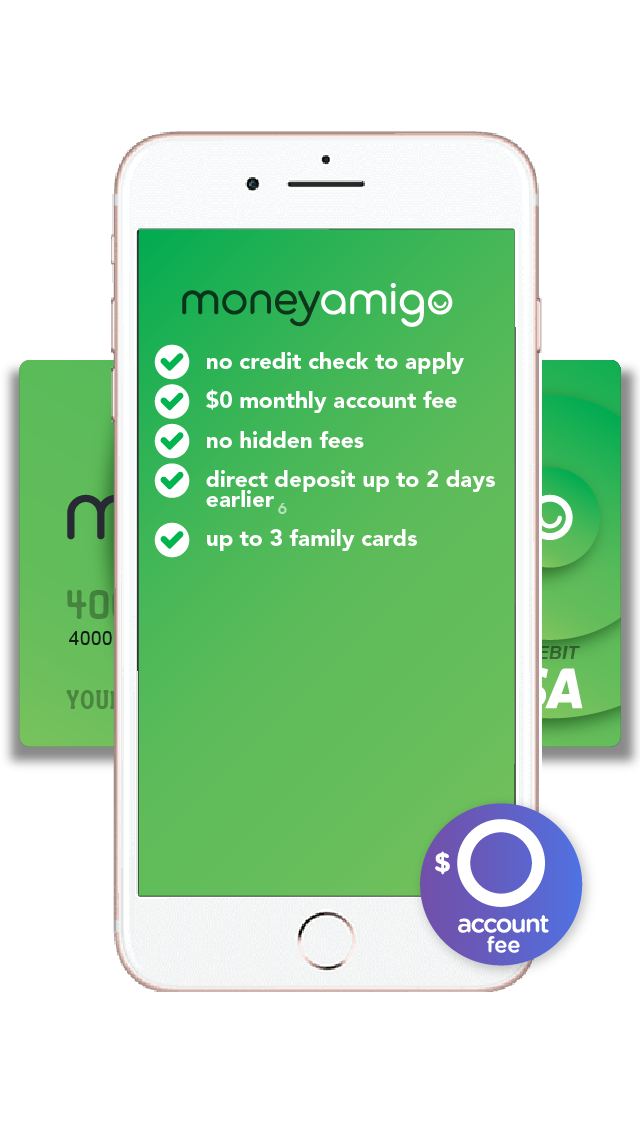 moneyamigo
no credit check to apply
$0 monthly account fee
no hidden fees
direct deposit up to 2 days
earlier 6
up to 3 family cards
m
o
400
4000
YOU
EBIT
SA
$0
account
fee